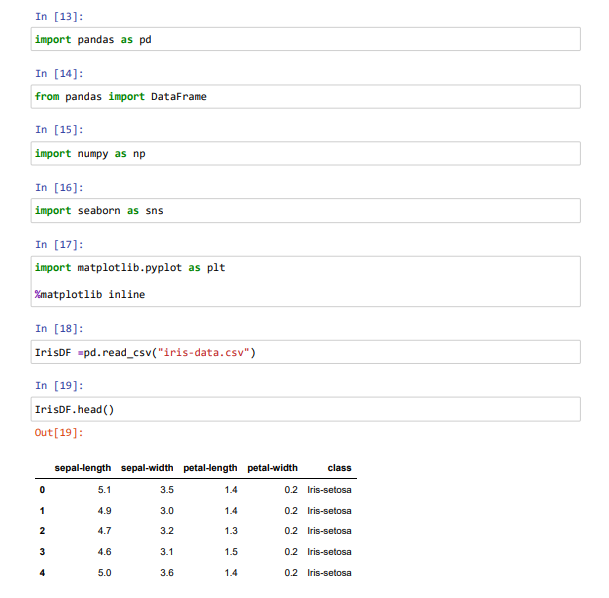 In [13]:
import pandas as pd
In [14]:
from pandas import DataFrame
In [15]:
import numpy as np
In [16]:
import seaborn as sns
In [17]:
import matplotlib.pyplot as plt
%matplotlib inline
In [18]:
IrisDF =pd.read_csv("iris-data.csv")
In [19]:
IrisDF.head()
Out[19]:
sepal-length sepal-width petal-length petal-width class
0 5.1 3.5 1.4 0.2 Iris-setosa
1 4.9 3.0 1.4 0.2 Iris-setosa
2 4.7 3.2 1.3 0.2 Iris-setosa
3 4.6 3.1 1.5 0.2 Iris-setosa
4 5.0 3.6 1.4 0.2 Iris-setosa